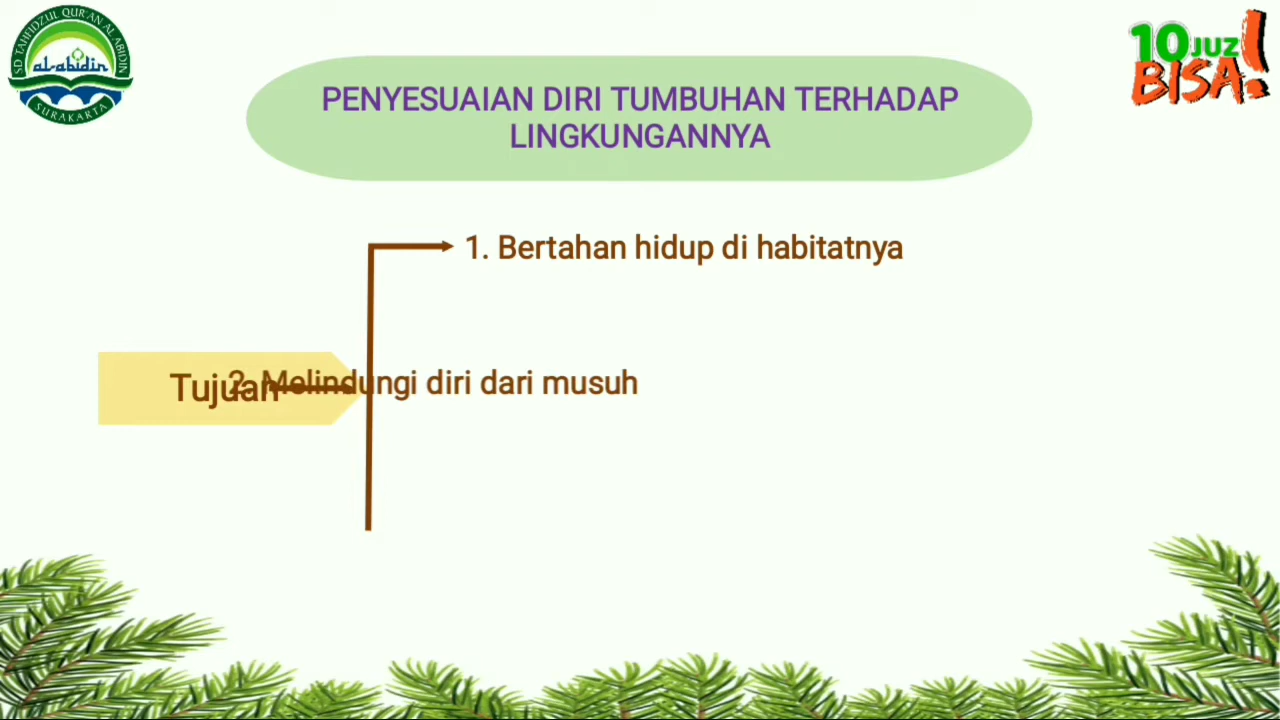 SD TAHFIDZUL QUR'AN AL ABIDIN
al-abidin
SURAKARTA
10 JUZ
BISA!
PENYESUAIAN DIRI TUMBUHAN TERHADAP
LINGKUNGANNYA
1. Bertahan hidup di habitatnya
Tujuan
2. Melindungi diri dari musuh